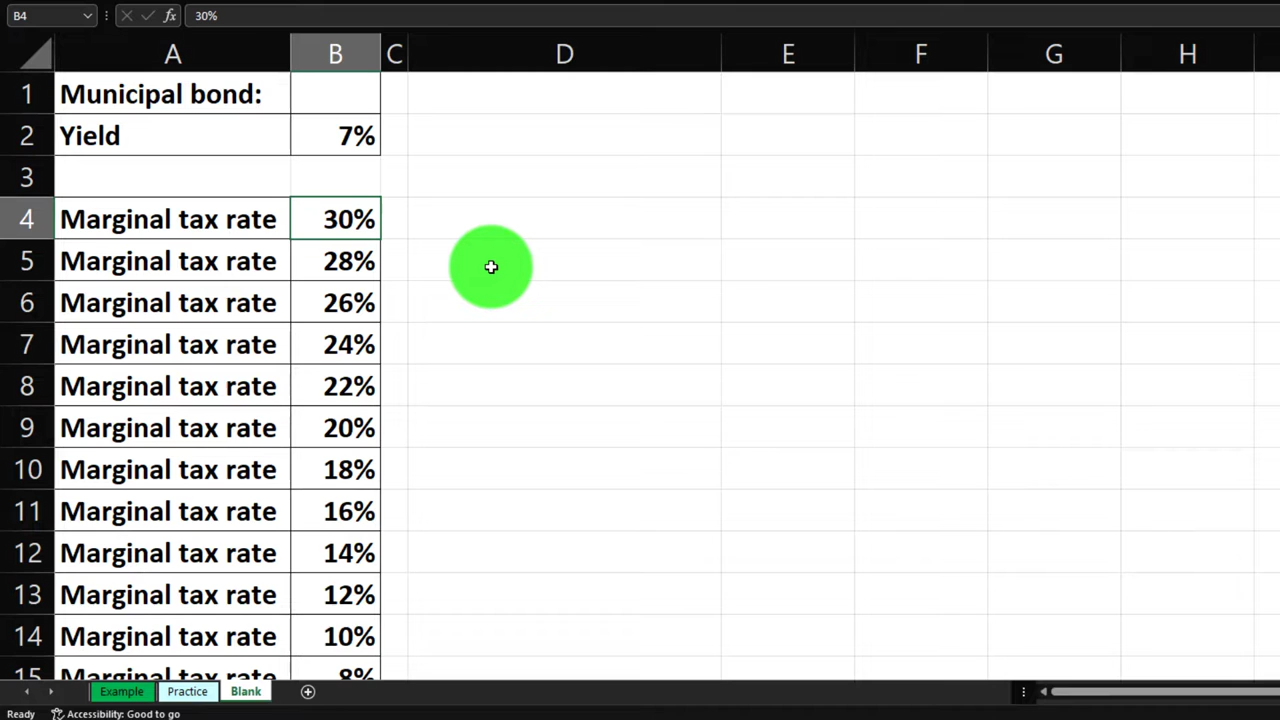 B4 fx 30%
A B C D E F G H
1 Municipal bond:
2 Yield 7%
3
4 Marginal tax rate 30%
5 Marginal tax rate 28%
6 Marginal tax rate 26%
7 Marginal tax rate 24%
8 Marginal tax rate 22%
9 Marginal tax rate 20%
10 Marginal tax rate 18%
11 Marginal tax rate 16%
12 Marginal tax rate 14%
13 Marginal tax rate 12%
14 Marginal tax rate 10%
15 Marginal tax rate 8%
Example Practice Blank
Ready Accessibility: Good to go